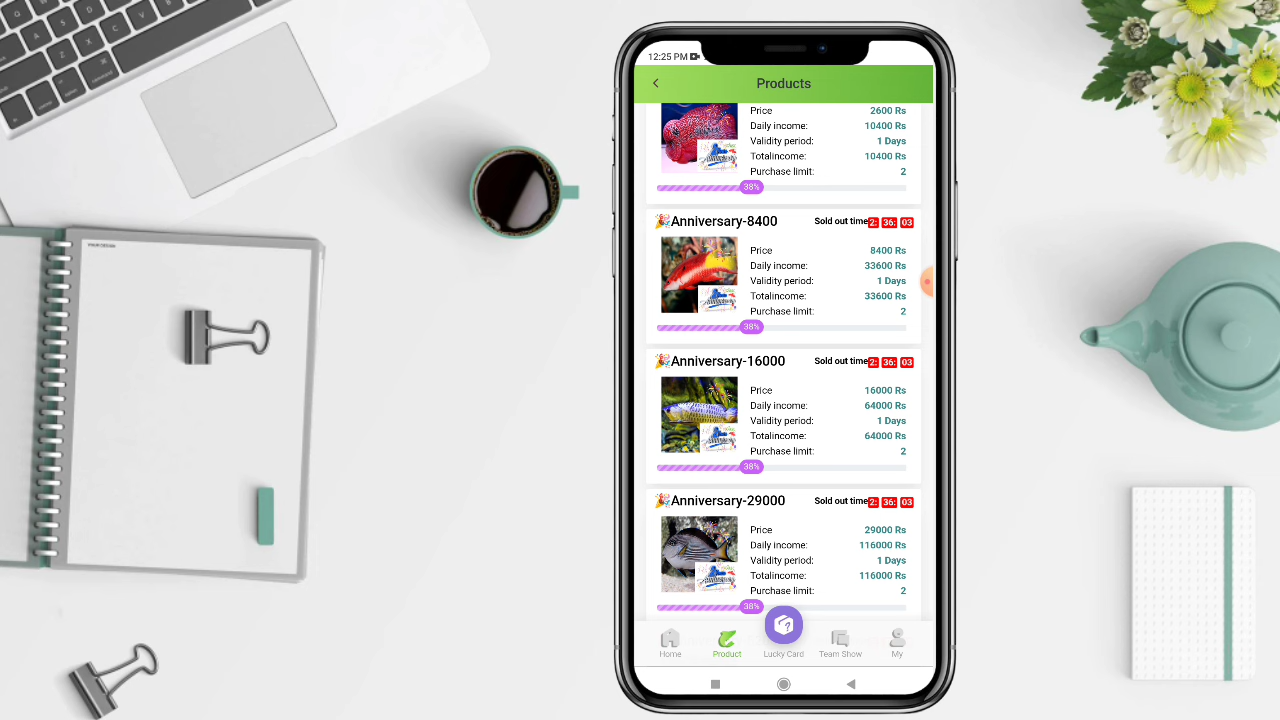 12:25 PM
Products
Price 2600 Rs
Daily income: 10400 Rs
Validity period: 1 Days
Totalincome: 10400 Rs
Purchase limit: 2
38%
🎉Anniversary-8400 Sold out time 2: 36: 03
Price 8400 Rs
Daily income: 33600 Rs
Validity period: 1 Days
Totalincome: 33600 Rs
Purchase limit: 2
38%
🎉Anniversary-16000 Sold out time 2: 36: 03
Price 16000 Rs
Daily income: 64000 Rs
Validity period: 1 Days
Totalincome: 64000 Rs
Purchase limit: 2
38%
🎉Anniversary-29000 Sold out time 2: 36: 03
Price 29000 Rs
Daily income: 116000 Rs
Validity period: 1 Days
Totalincome: 116000 Rs
Purchase limit: 2
38%
Home
Product
Lucky Card
Team Show
My